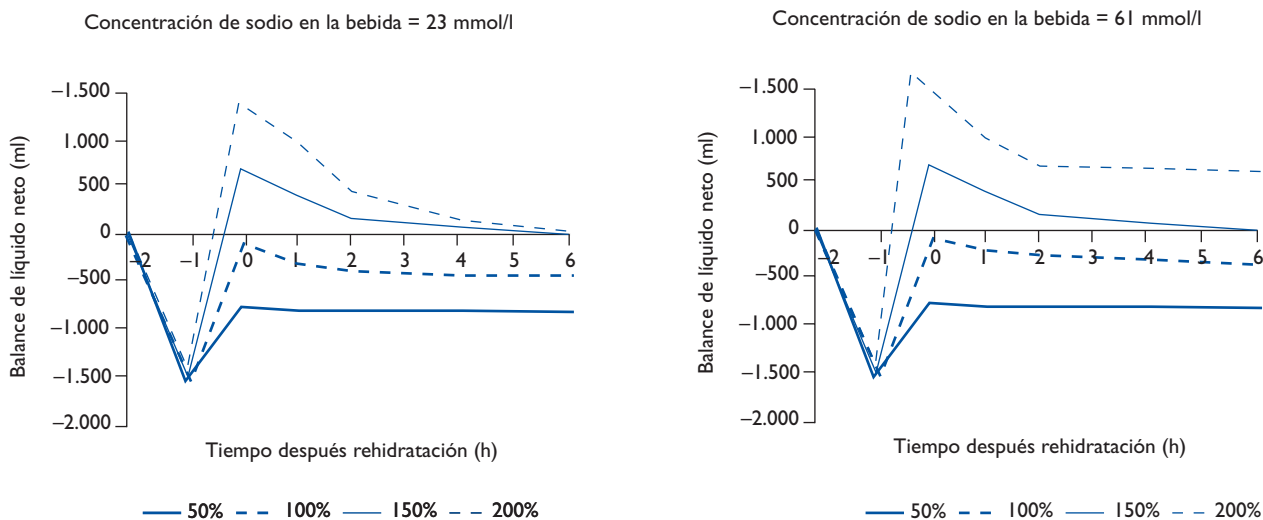 Concentración de sodio en la bebida = 23 mmol/l
Balance de líquido neto (ml)
–1.500
1.000
500
0
–500
–1.000
–1.500
–2.000
–2 –1 0 1 2 3 4 5 6
Tiempo después rehidratación (h)
50% 100% 150% 200%
Concentración de sodio en la bebida = 61 mmol/l
Balance de líquido neto (ml)
–1.500
1.000
500
0
–500
–1.000
–1.500
–2.000
–2 –1 0 1 2 3 4 5 6
Tiempo después rehidratación (h)
50% 100% 150% 200%